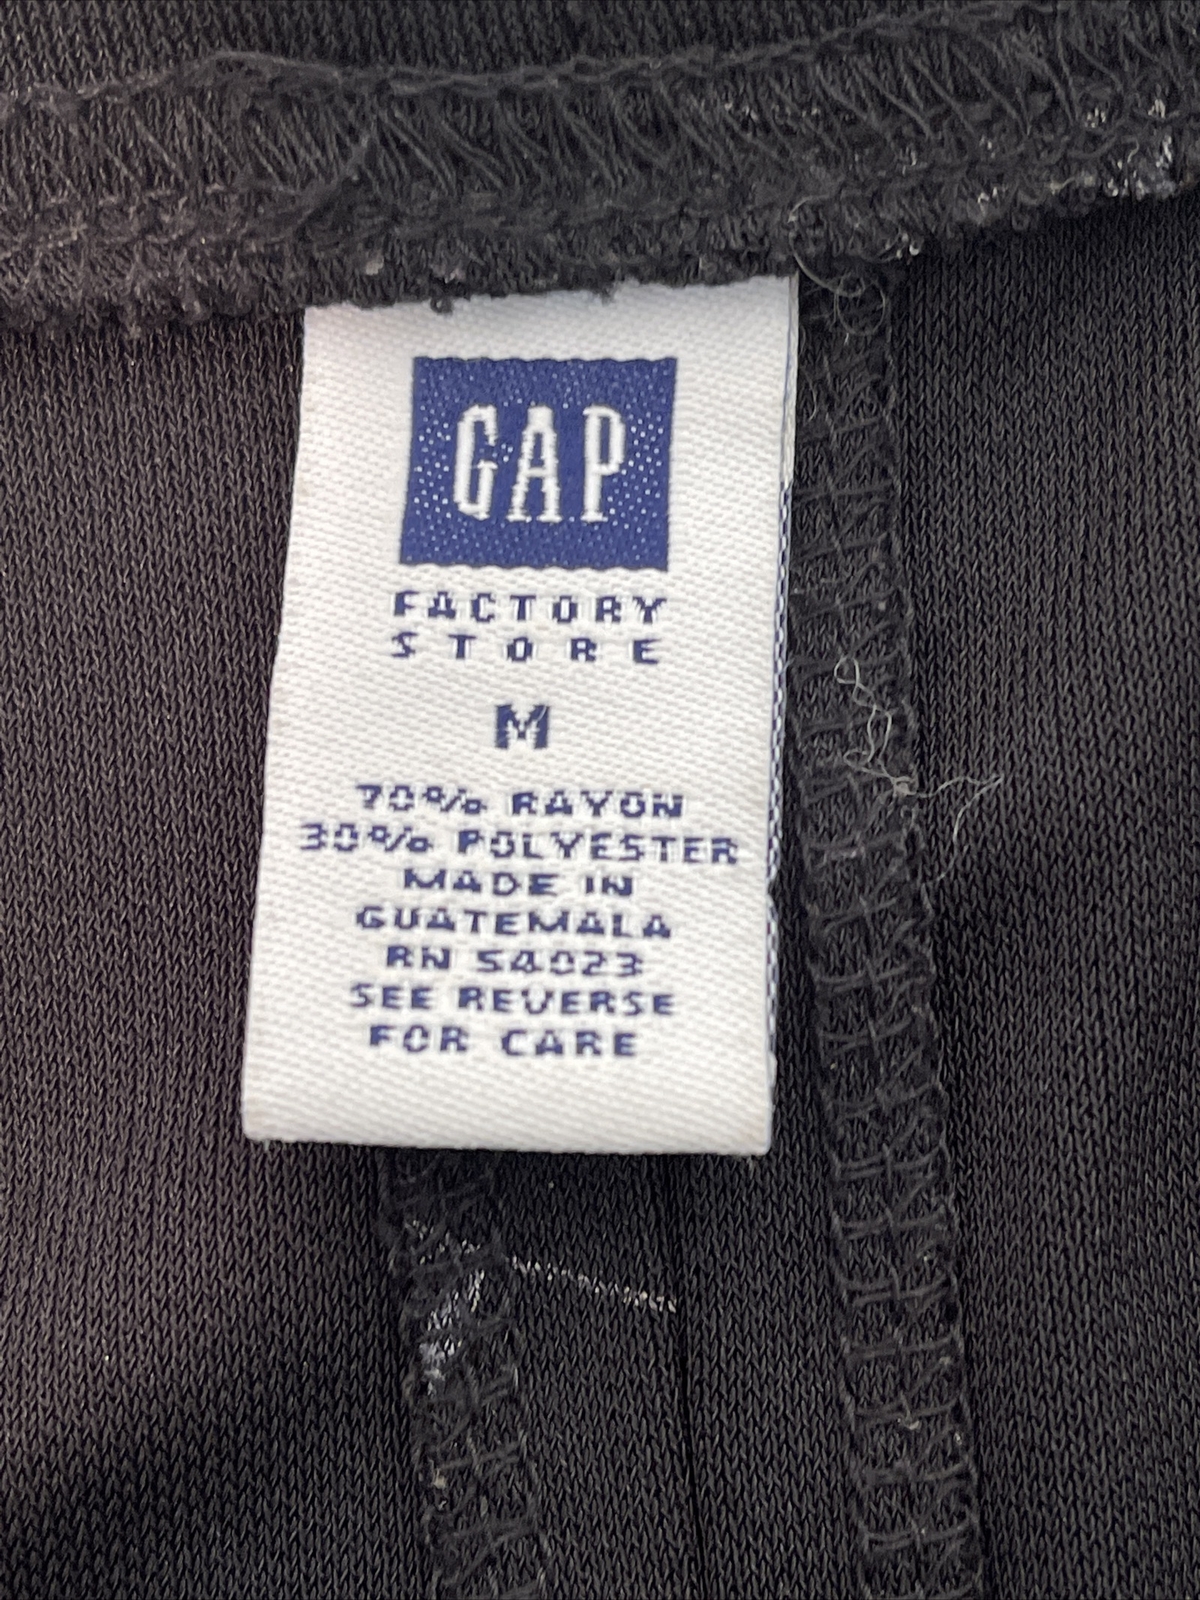 GAP
FACTORY
STORE
M
70% RAYON
30% POLYESTER
MADE IN
GUATEMALA
RN 54023
SEE REVERSE
FOR CARE